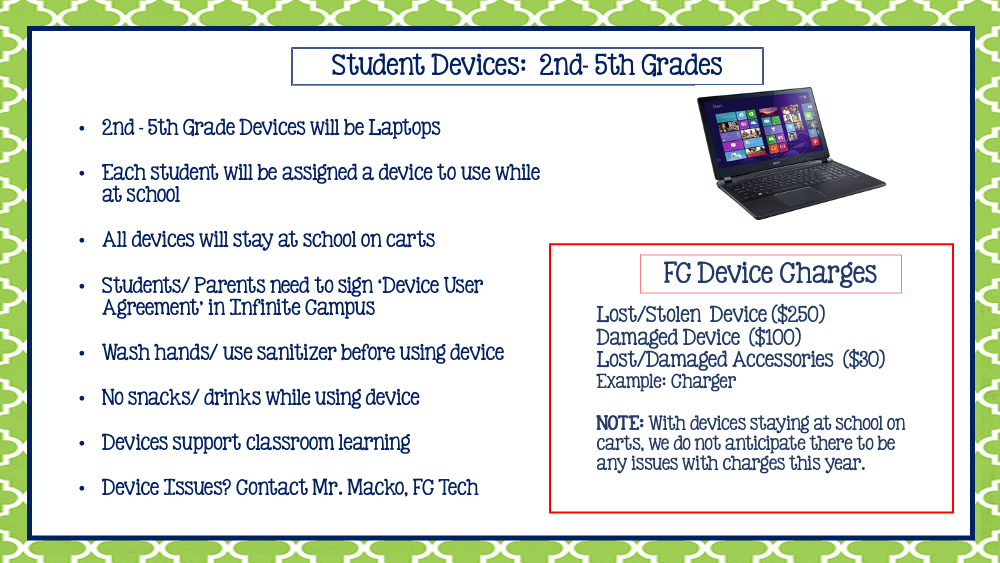 Student Devices: 2nd- 5th Grades
• 2nd - 5th Grade Devices will be Laptops
• Each student will be assigned a device to use while
at school
• All devices will stay at school on carts
• Students/ Parents need to sign ‘Device User
Agreement’ in Infinite Campus
• Wash hands/ use sanitizer before using device
• No snacks/ drinks while using device
• Devices support classroom learning
• Device Issues? Contact Mr. Macko, FC Tech
Start
FC Device Charges
Lost/Stolen Device ($250)
Damaged Device ($100)
Lost/Damaged Accessories ($30)
Example: Charger
NOTE: With devices staying at school on
carts, we do not anticipate there to be
any issues with charges this year.